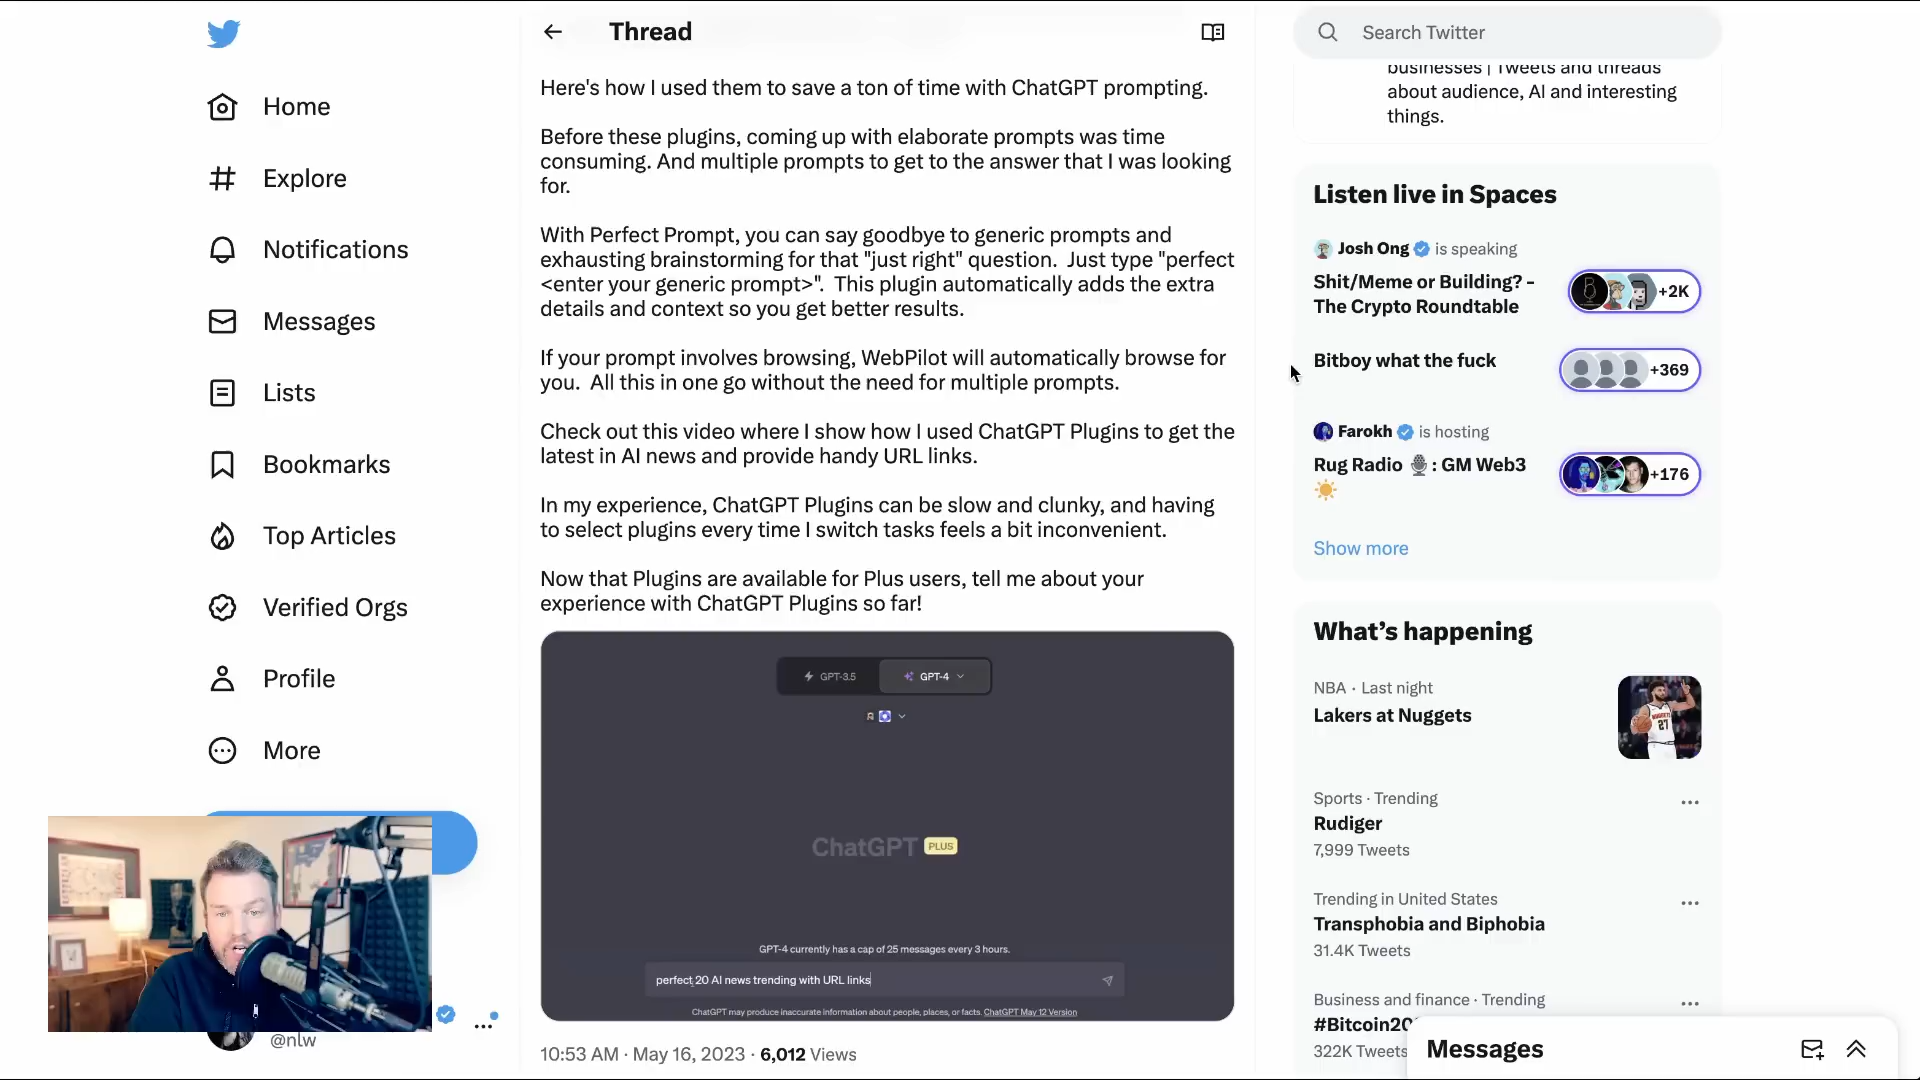 Home
Explore
Notifications
Messages
Lists
Bookmarks
Top Articles
Verified Orgs
Profile
More
@nlw
Thread
Here's how I used them to save a ton of time with ChatGPT prompting.
Before these plugins, coming up with elaborate prompts was time
consuming. And multiple prompts to get to the answer that I was looking
for.
With Perfect Prompt, you can say goodbye to generic prompts and
exhausting brainstorming for that "just right" question.  Just type "perfect
<enter your generic prompt>".  This plugin automatically adds the extra
details and context so you get better results.
If your prompt involves browsing, WebPilot will automatically browse for
you.  All this in one go without the need for multiple prompts.
Check out this video where I show how I used ChatGPT Plugins to get the
latest in AI news and provide handy URL links.
In my experience, ChatGPT Plugins can be slow and clunky, and having
to select plugins every time I switch tasks feels a bit inconvenient.
Now that Plugins are available for Plus users, tell me about your
experience with ChatGPT Plugins so far!
GPT-3.5
GPT-4
ChatGPT PLUS
GPT-4 currently has a cap of 25 messages every 3 hours.
perfect 20 AI news trending with URL links
ChatGPT may produce inaccurate information about people, places, or facts. ChatGPT May 12 Version
10:53 AM · May 16, 2023 · 6,012 Views
Search Twitter
businesses | Tweets and threads
about audience, AI and interesting
things.
Listen live in Spaces
Josh Ong is speaking
Shit/Meme or Building? -
The Crypto Roundtable
+2K
Bitboy what the fuck
+369
Farokh is hosting
Rug Radio 🎙️: GM Web3
☀️
+176
Show more
What's happening
NBA · Last night
Lakers at Nuggets
27
Sports · Trending
Rudiger
7,999 Tweets
Trending in United States
Transphobia and Biphobia
31.4K Tweets
Business and finance · Trending
#Bitcoin20
322K Tweets
Messages